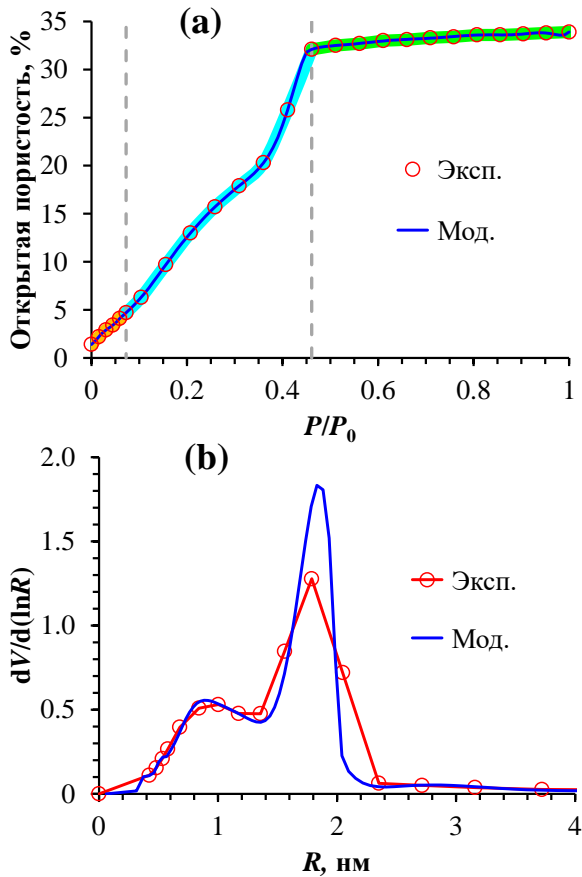 (a)
Открытая пористость, %
35
30
25
20
15
10
5
0
Эксп.
Мод.
0 0.2 0.4 0.6 0.8 1
P/P0
(b)
dV/d(lnR)
2.0
1.5
1.0
0.5
0
Эксп.
Мод.
0 1 2 3 4
R, нм